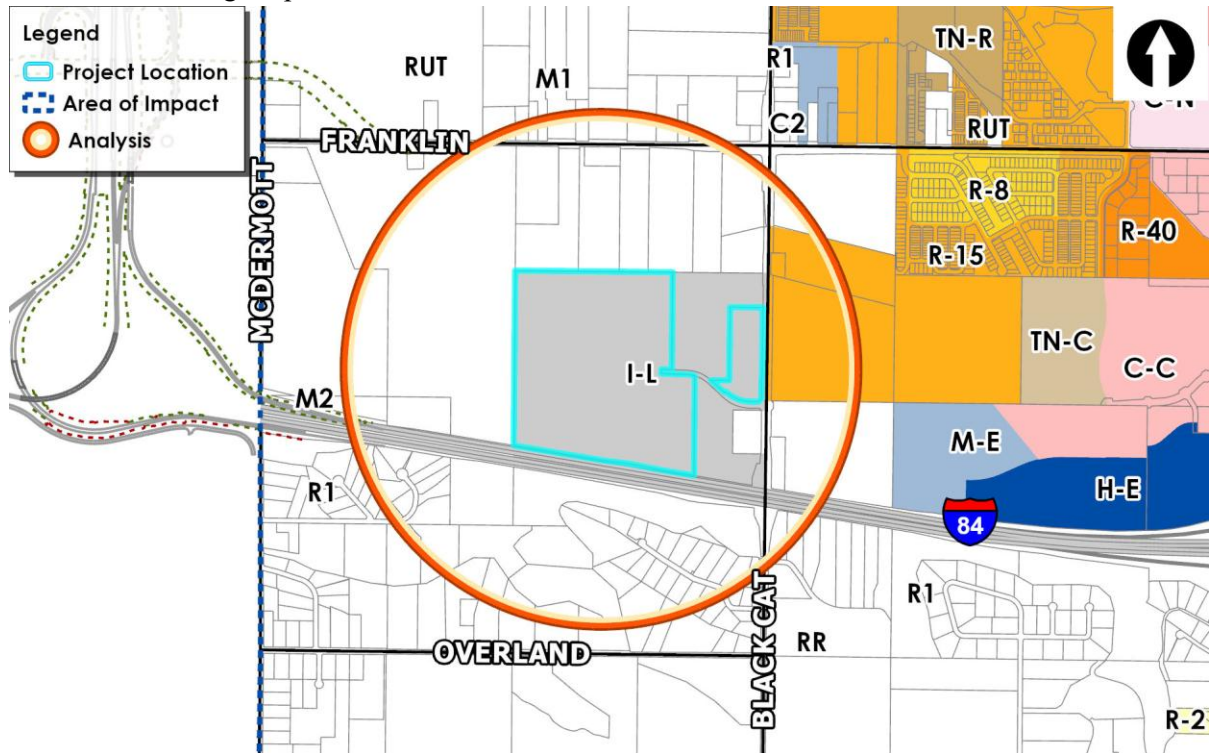 Legend
Project Location
Area of Impact
Analysis
RUT
M1
R1
TN-R
C2
RUT
FRANKLIN
MCDERMOTT
R-8
R-40
R-15
I-L
TN-C
C-C
M2
M-E
R1
H-E
84
BLACK CAT
R1
OVERLAND
RR
R-2